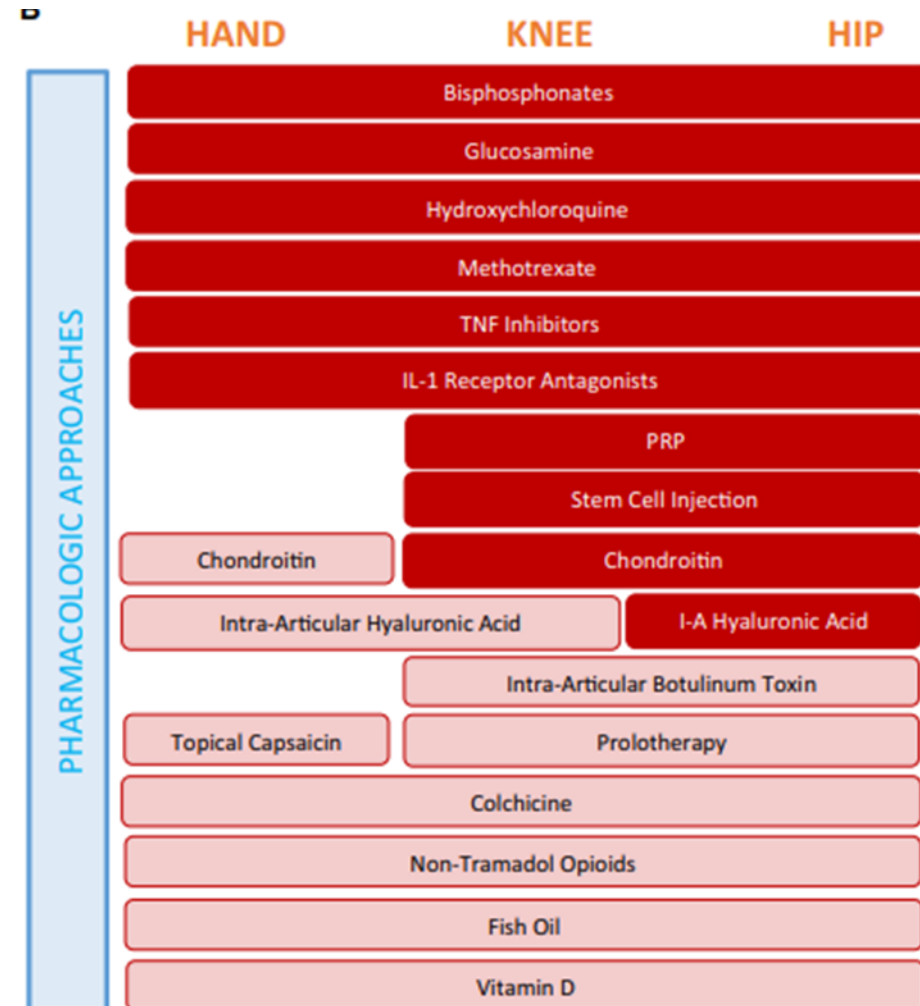 B
HAND KNEE HIP
PHARMACOLOGIC APPROACHES
Bisphosphonates
Glucosamine
Hydroxychloroquine
Methotrexate
TNF Inhibitors
IL-1 Receptor Antagonists
PRP
Stem Cell Injection
Chondroitin Chondroitin
Intra-Articular Hyaluronic Acid I-A Hyaluronic Acid
Intra-Articular Botulinum Toxin
Topical Capsaicin Prolotherapy
Colchicine
Non-Tramadol Opioids
Fish Oil
Vitamin D